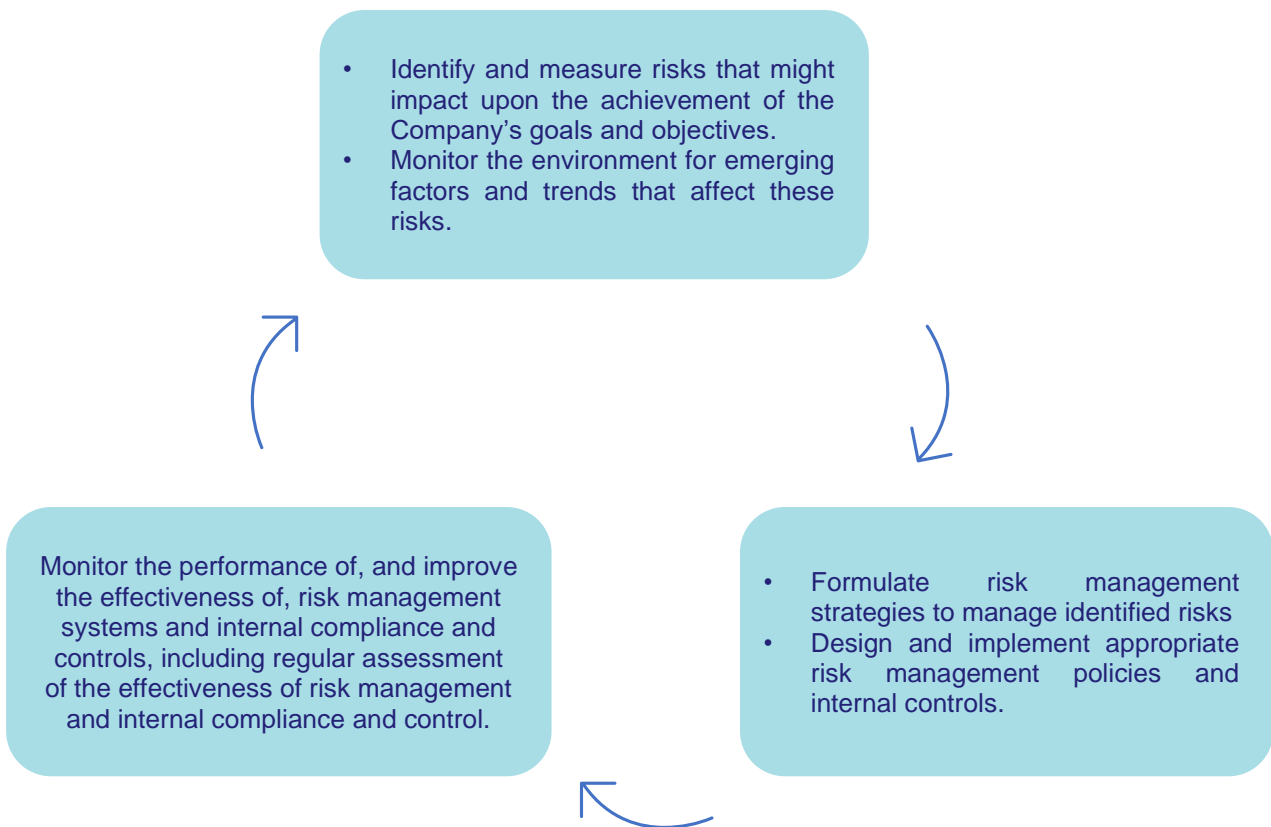 • Identify and measure risks that might
impact upon the achievement of the
Company’s goals and objectives.
• Monitor the environment for emerging
factors and trends that affect these
risks.
Monitor the performance of, and improve
the effectiveness of, risk management
systems and internal compliance and
controls, including regular assessment
of the effectiveness of risk management
and internal compliance and control.
• Formulate risk management
strategies to manage identified risks
• Design and implement appropriate
risk management policies and
internal controls.